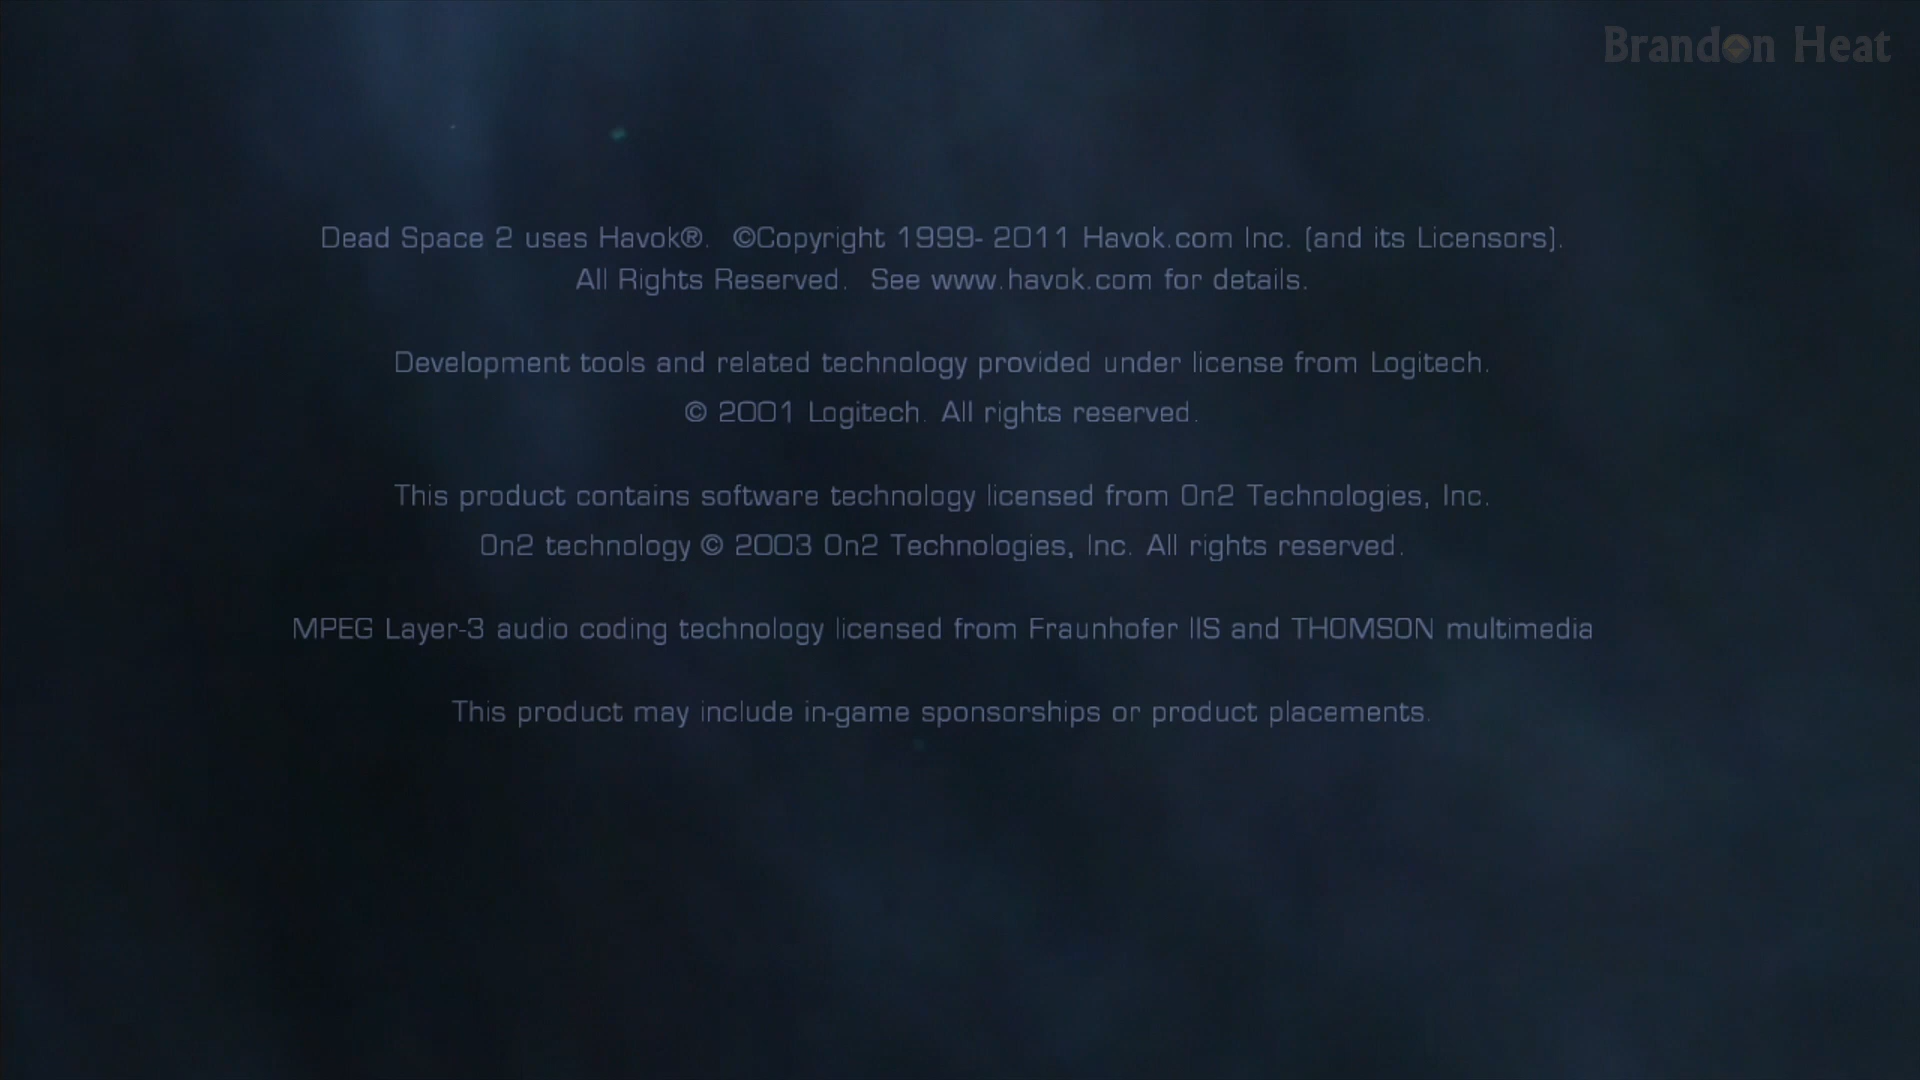 Brandon Heat
Dead Space 2 uses Havok®. ©Copyright 1999- 2011 Havok.com Inc. (and its Licensors).
All Rights Reserved. See www.havok.com for details.
Development tools and related technology provided under license from Logitech.
© 2001 Logitech. All rights reserved.
This product contains software technology licensed from On2 Technologies, Inc.
On2 technology © 2003 On2 Technologies, Inc. All rights reserved.
MPEG Layer-3 audio coding technology licensed from Fraunhofer IIS and THOMSON multimedia
This product may include in-game sponsorships or product placements.